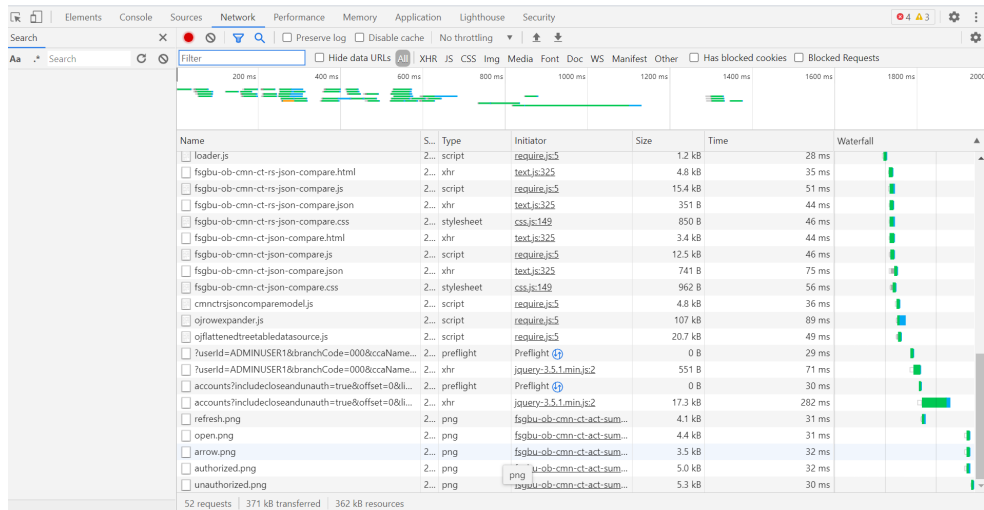 Elements Console Sources Network Performance Memory Application Lighthouse Security 4 3
Search Preserve log Disable cache No throttling
Aa .* Search Filter Hide data URLs All XHR JS CSS Img Media Font Doc WS Manifest Other Has blocked cookies Blocked Requests
200 ms 400 ms 600 ms 800 ms 1000 ms 1200 ms 1400 ms 1600 ms 1800 ms 2000
Name S... Type Initiator Size Time Waterfall
loader.js 2... script require.js:5 1.2 kB 28 ms
fsgbu-ob-cmn-ct-rs-json-compare.html 2... xhr text.js:325 4.8 kB 35 ms
fsgbu-ob-cmn-ct-rs-json-compare.js 2... script require.js:5 15.4 kB 51 ms
fsgbu-ob-cmn-ct-rs-json-compare.json 2... xhr text.js:325 351 B 44 ms
fsgbu-ob-cmn-ct-rs-json-compare.css 2... stylesheet css.js:149 850 B 46 ms
fsgbu-ob-cmn-ct-json-compare.html 2... xhr text.js:325 3.4 kB 44 ms
fsgbu-ob-cmn-ct-json-compare.js 2... script require.js:5 12.5 kB 46 ms
fsgbu-ob-cmn-ct-json-compare.json 2... xhr text.js:325 741 B 75 ms
fsgbu-ob-cmn-ct-json-compare.css 2... stylesheet css.js:149 962 B 56 ms
cmnctrsjsoncomparemodel.js 2... script require.js:5 4.8 kB 36 ms
ojrowexpander.js 2... script require.js:5 107 kB 89 ms
ojflattenedtreetabledatasource.js 2... script require.js:5 20.7 kB 49 ms
?userId=ADMINUSER1&branchCode=000&ccaName... 2... preflight Preflight 0 B 29 ms
?userId=ADMINUSER1&branchCode=000&ccaName... 2... xhr jquery-3.5.1.min.js:2 551 B 71 ms
accounts?includecloseandunauth=true&offset=0&li... 2... preflight Preflight 0 B 30 ms
accounts?includecloseandunauth=true&offset=0&li... 2... xhr jquery-3.5.1.min.js:2 17.3 kB 282 ms
refresh.png 2... png fsgbu-ob-cmn-ct-act-sum... 4.1 kB 31 ms
open.png 2... png fsgbu-ob-cmn-ct-act-sum... 4.4 kB 31 ms
arrow.png 2... png fsgbu-ob-cmn-ct-act-sum... 3.5 kB 32 ms
authorized.png 2... png 5.0 kB 32 ms
png
unauthorized.png 2... png fsgbu-ob-cmn-ct-act-sum... 5.3 kB 30 ms
52 requests 371 kB transferred 362 kB resources